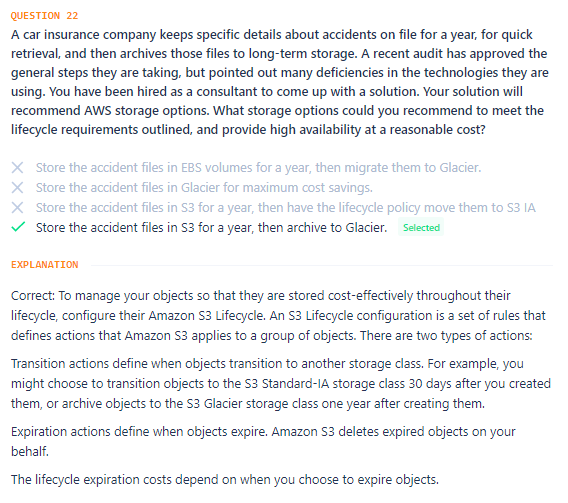 QUESTION 22
A car insurance company keeps specific details about accidents on file for a year, for quick
retrieval, and then archives those files to long-term storage. A recent audit has approved the
general steps they are taking, but pointed out many deficiencies in the technologies they are
using. You have been hired as a consultant to come up with a solution. Your solution will
recommend AWS storage options. What storage options could you recommend to meet the
lifecycle requirements outlined, and provide high availability at a reasonable cost?
Store the accident files in EBS volumes for a year, then migrate them to Glacier.
Store the accident files in Glacier for maximum cost savings.
Store the accident files in S3 for a year, then have the lifecycle policy move them to S3 IA
Store the accident files in S3 for a year, then archive to Glacier. Selected
EXPLANATION
Correct: To manage your objects so that they are stored cost-effectively throughout their
lifecycle, configure their Amazon S3 Lifecycle. An S3 Lifecycle configuration is a set of rules that
defines actions that Amazon S3 applies to a group of objects. There are two types of actions:
Transition actions define when objects transition to another storage class. For example, you
might choose to transition objects to the S3 Standard-IA storage class 30 days after you created
them, or archive objects to the S3 Glacier storage class one year after creating them.
Expiration actions define when objects expire. Amazon S3 deletes expired objects on your
behalf.
The lifecycle expiration costs depend on when you choose to expire objects.